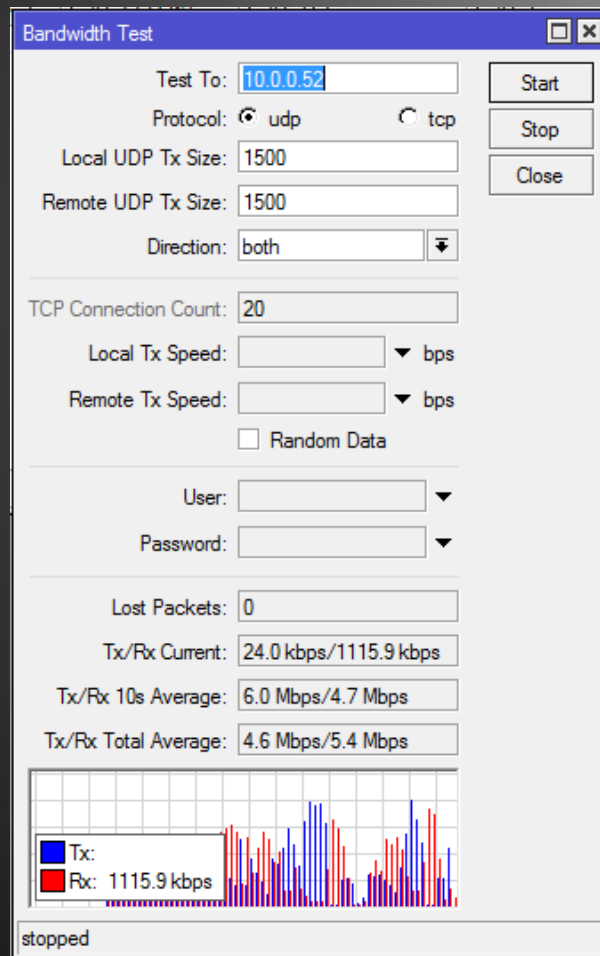 Bandwidth Test
Test To: 10.0.0.52
Start
Protocol: udp tcp
Stop
Local UDP Tx Size: 1500
Close
Remote UDP Tx Size: 1500
Direction: both
TCP Connection Count: 20
Local Tx Speed: bps
Remote Tx Speed: bps
Random Data
User:
Password:
Lost Packets: 0
Tx/Rx Current: 24.0 kbps/1115.9 kbps
Tx/Rx 10s Average: 6.0 Mbps/4.7 Mbps
Tx/Rx Total Average: 4.6 Mbps/5.4 Mbps
Tx:
Rx: 1115.9 kbps
stopped